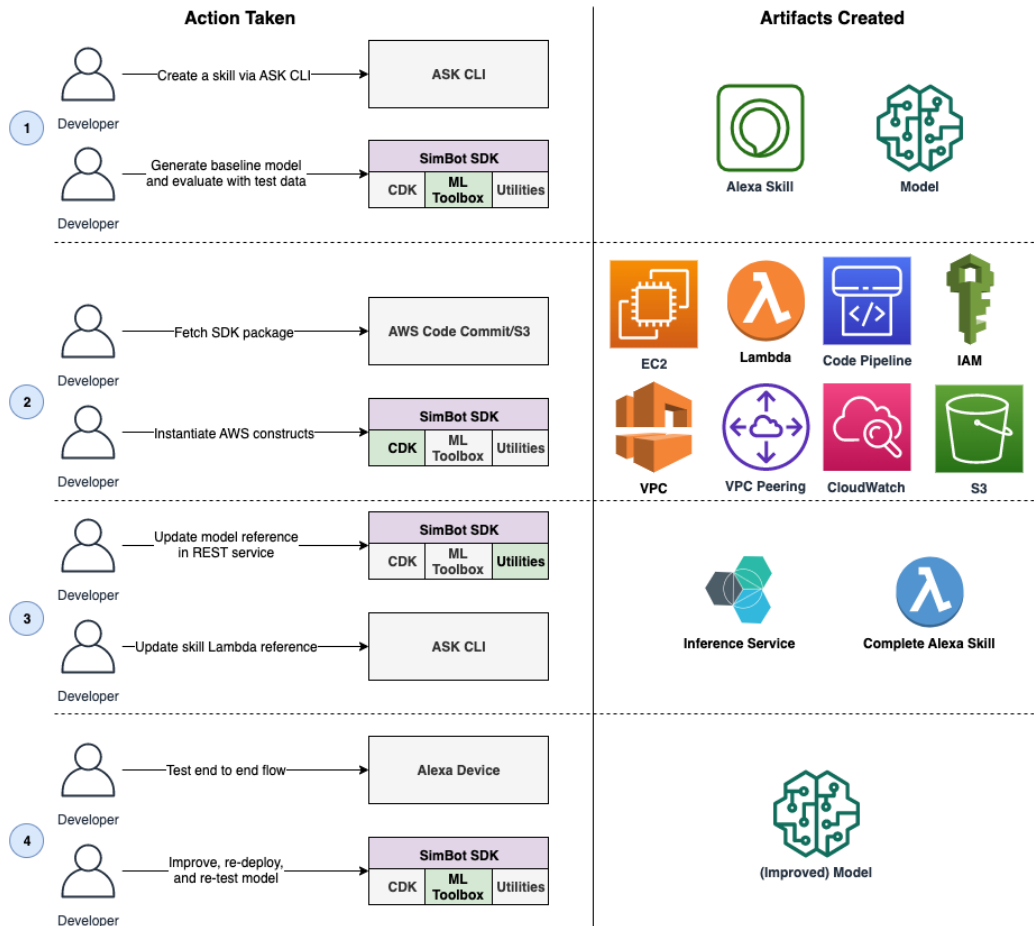 Action Taken
Artifacts Created
1
Developer
Create a skill via ASK CLI
ASK CLI
Developer
Generate baseline model
and evaluate with test data
SimBot SDK
CDK
ML
Toolbox
Utilities
Alexa Skill
Model
2
Developer
Fetch SDK package
AWS Code Commit/S3
Developer
Instantiate AWS constructs
SimBot SDK
CDK
ML
Toolbox
Utilities
EC2
Lambda
</>
Code Pipeline
IAM
VPC
VPC Peering
CloudWatch
S3
3
Developer
Update model reference
in REST service
SimBot SDK
CDK
ML
Toolbox
Utilities
Developer
Update skill Lambda reference
ASK CLI
Inference Service
Complete Alexa Skill
4
Developer
Test end to end flow
Alexa Device
Developer
Improve, re-deploy,
and re-test model
SimBot SDK
CDK
ML
Toolbox
Utilities
(Improved) Model